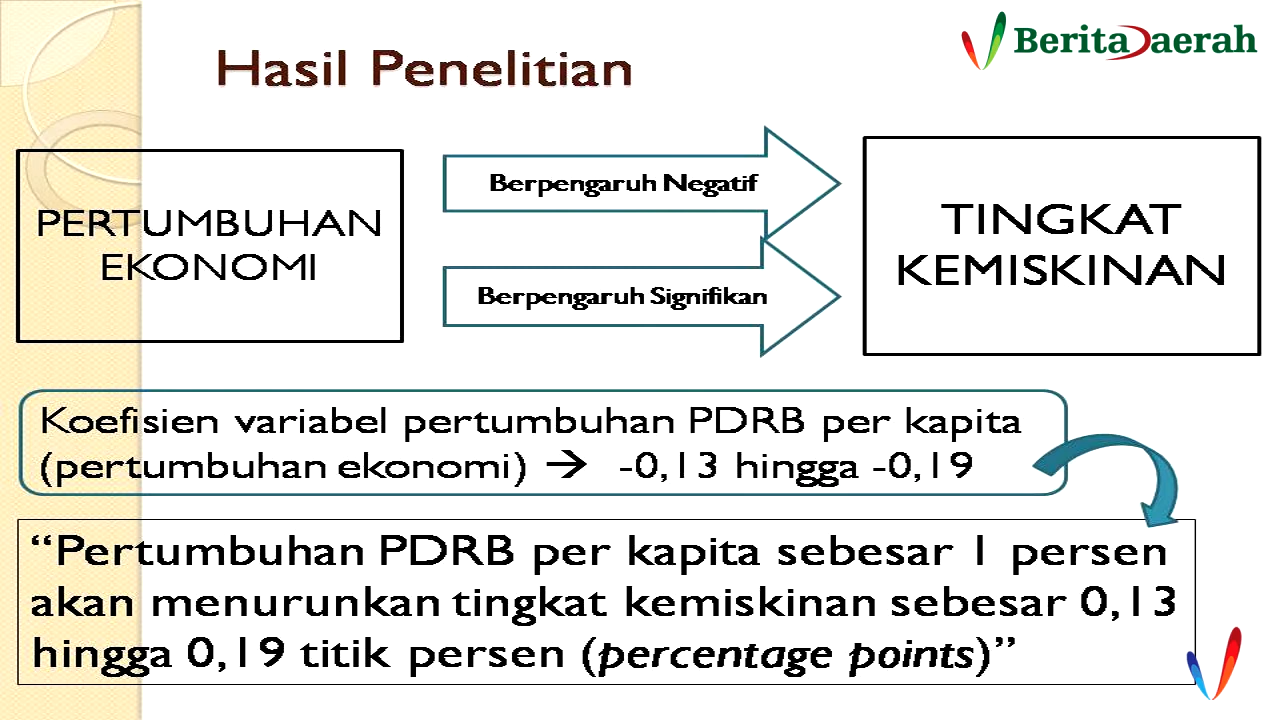 BeritaDaerah
Hasil Penelitian
PERTUMBUHAN
EKONOMI
Berpengaruh Negatif
Berpengaruh Signifikan
TINGKAT
KEMISKINAN
Koefisien variabel pertumbuhan PDRB per kapita
(pertumbuhan ekonomi) → -0,13 hingga -0,19
“Pertumbuhan PDRB per kapita sebesar 1 persen
akan menurunkan tingkat kemiskinan sebesar 0,13
hingga 0,19 titik persen (percentage points)”